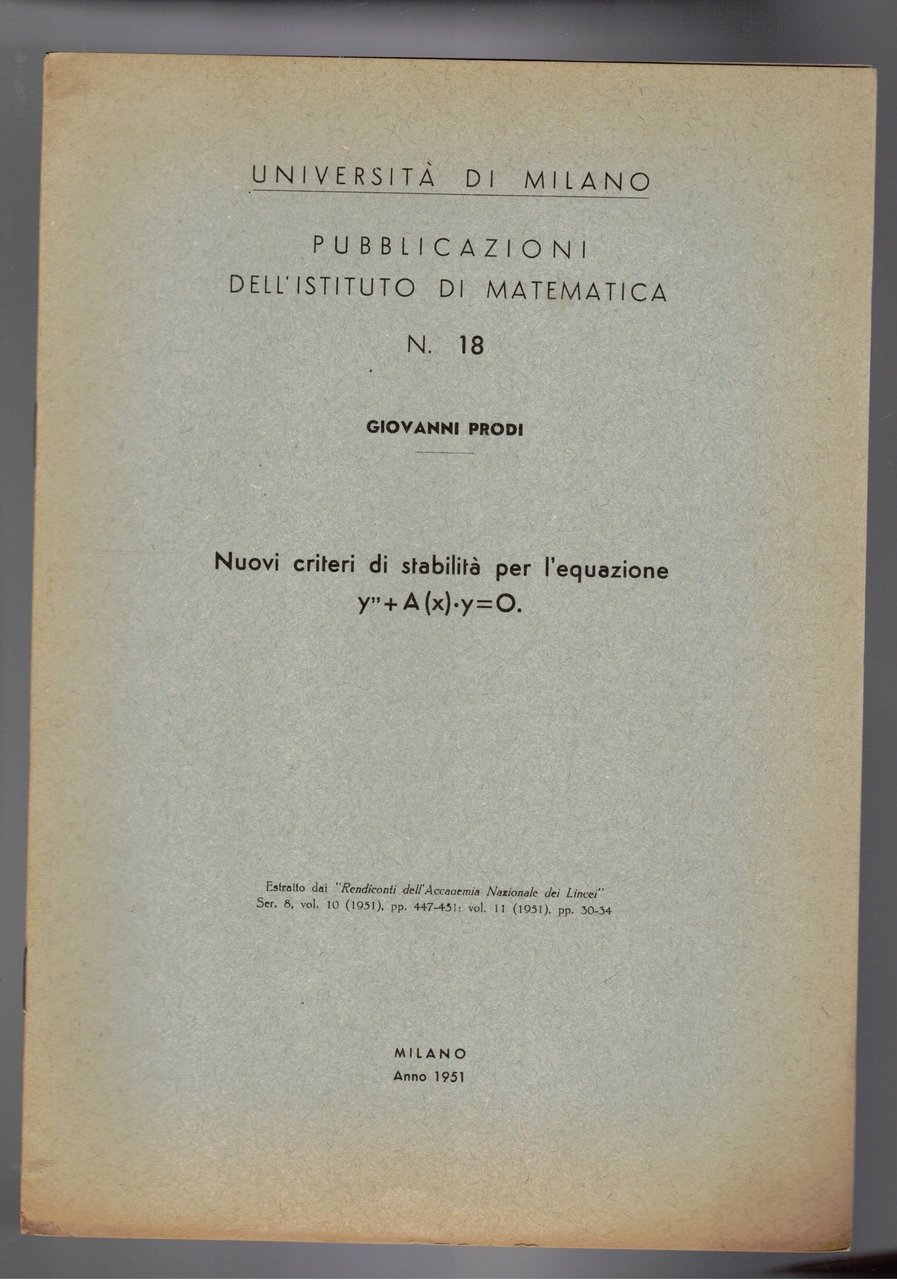 UNIVERSITÀ DI MILANO
PUBBLICAZIONI
DELL'ISTITUTO DI MATEMATICA
N. 18
GIOVANNI PRODI
Nuovi criteri di stabilità per l'equazione
y"+A(x)·y=O.
Estratto dai "Rendiconti dell'Accademia Nazionale dei Lincei"
Ser. 8, vol. 10 (1951), pp. 447-451; vol. 11 (1951), pp. 30-34
MILANO
Anno 1951